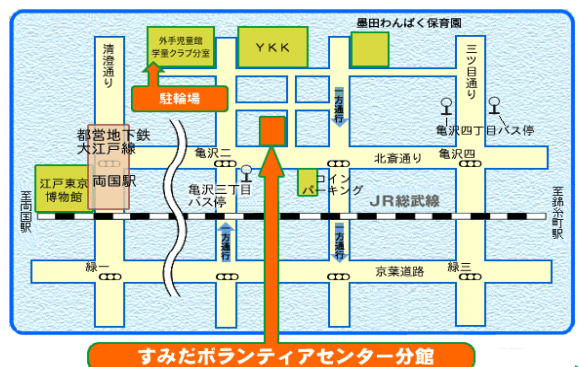 墨田わんぱく保育園
外手児童館
学童クラブ分室
YKK
清澄通り
三ツ目通り
駐輪場
一方通行
都営地下鉄
大江戸線
両国駅
亀沢二
亀沢四丁目バス停
北斎通り
亀沢四
江戸東京
博物館
亀沢三丁目
バス停
コイン
パーキング
至両国駅
JR総武線
至錦糸町駅
一方通行
一方通行
緑一
京葉道路
緑三
すみだボランティアセンター分館